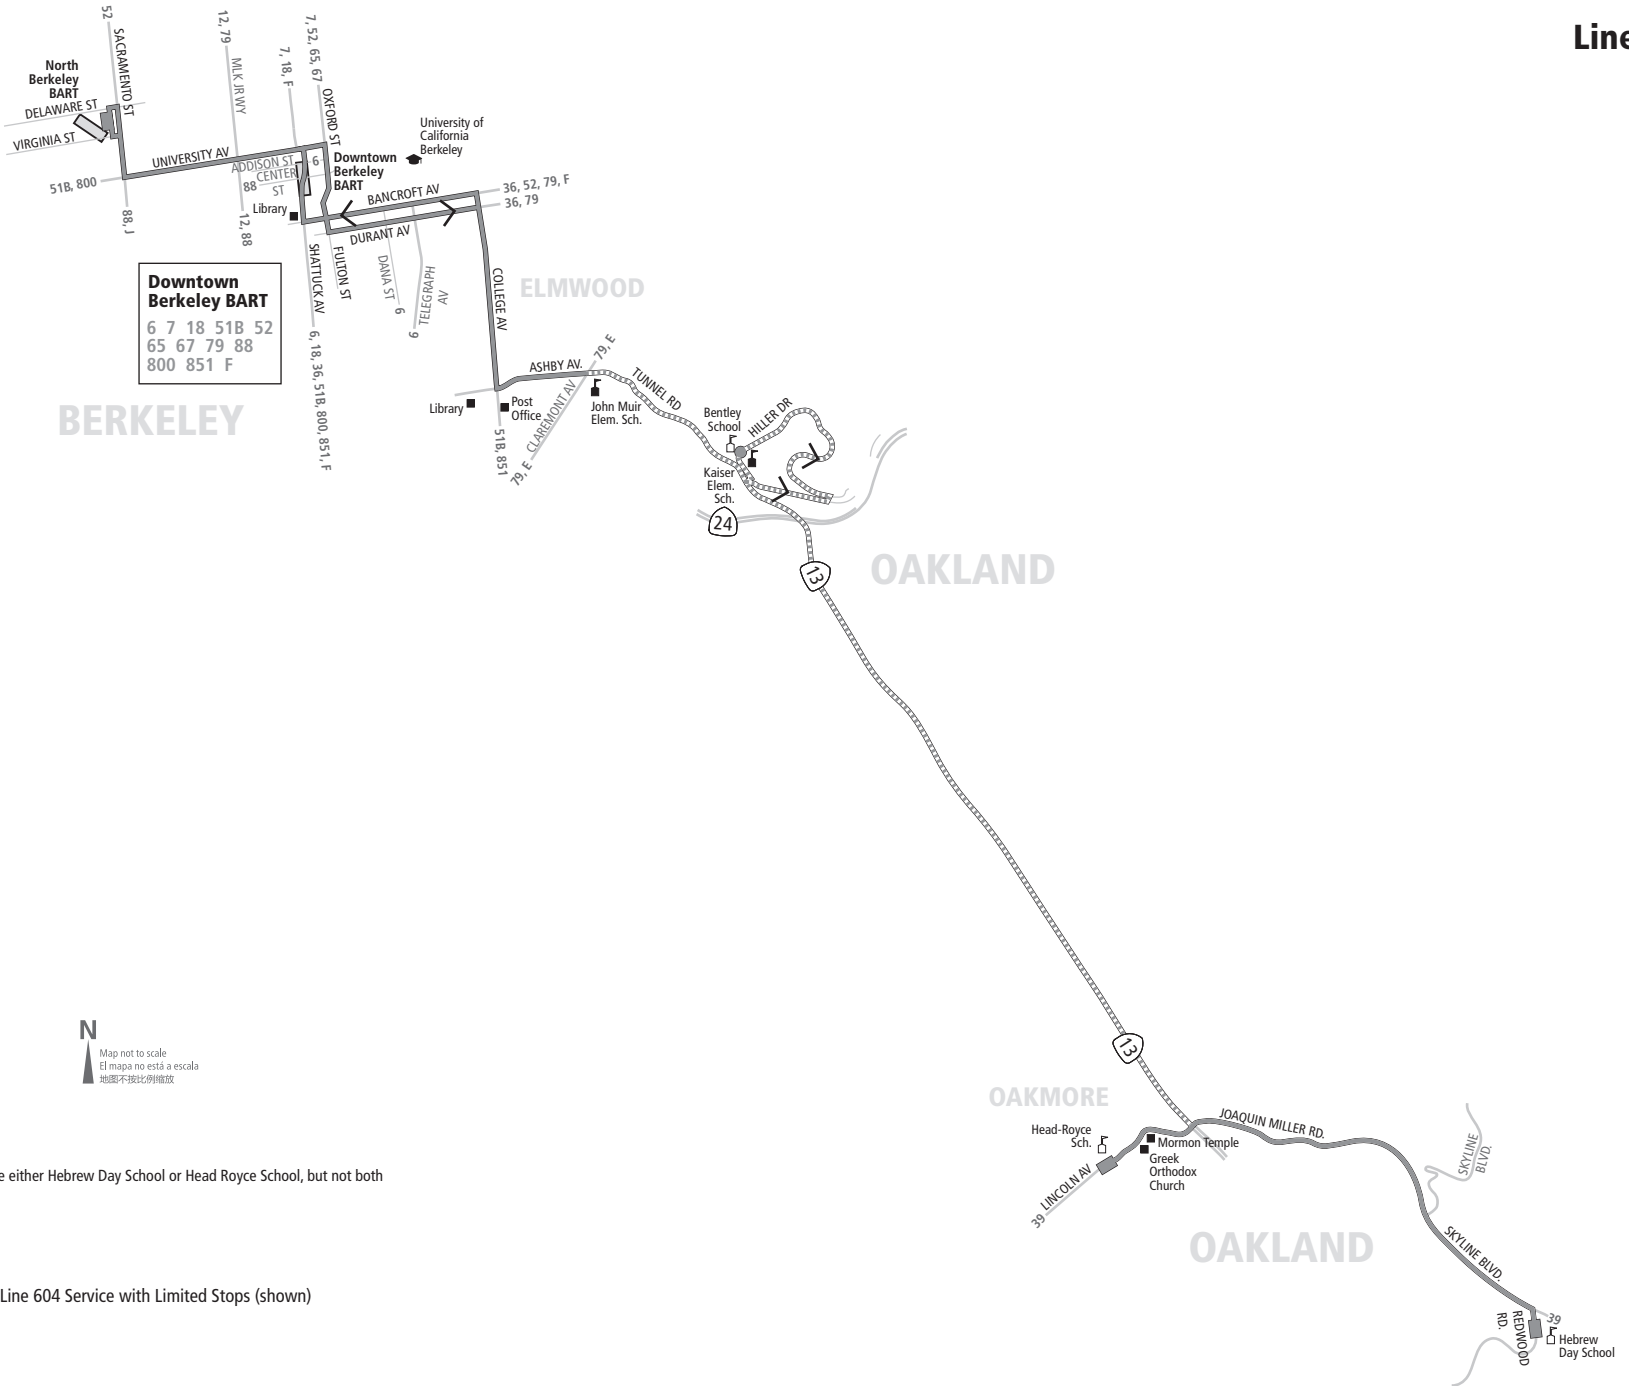 Line
52
SACRAMENTO ST
12, 79
MLK JR WY
7, 18, F
7, 52, 65, 67
OXFORD ST
North
Berkeley
BART
DELAWARE ST
VIRGINIA ST
51B, 800
88, J
UNIVERSITY AV
ADDISON ST
6
CENTER
ST
88
12, 88
Library
Downtown
Berkeley
BART
University of
California
Berkeley
BANCROFT AV
36, 52, 79, F
36, 79
DURANT AV
SHATTUCK AV
FULTON ST
DANA ST
6
TELEGRAPH
AV
9
6, 18, 36, 51B, 800, 851, F
COLLEGE AV
ELMWOOD
Downtown
Berkeley BART
6 7 18 51B 52
65 67 79 88
800 851 F
BERKELEY
ASHBY AV.
79, E
CLAREMONT AV
79, E
TUNNEL RD
Library
Post
Office
51B, 851
John Muir
Elem. Sch.
Bentley
School
HILLER DR
Kaiser
Elem.
Sch.
24
OAKLAND
13
13
N
Map not to scale
El mapa no está a escala
地图不按比例缩放
OAKMORE
Head-Royce
Sch.
JOAQUIN MILLER RD.
Mormon Temple
Greek
Orthodox
Church
LINCOLN AV
39
SKYLINE
BLVD.
e either Hebrew Day School or Head Royce School, but not both
OAKLAND
SKYLINE BLVD.
Line 604 Service with Limited Stops (shown)
REDWOOD
RD.
39
Hebrew
Day School